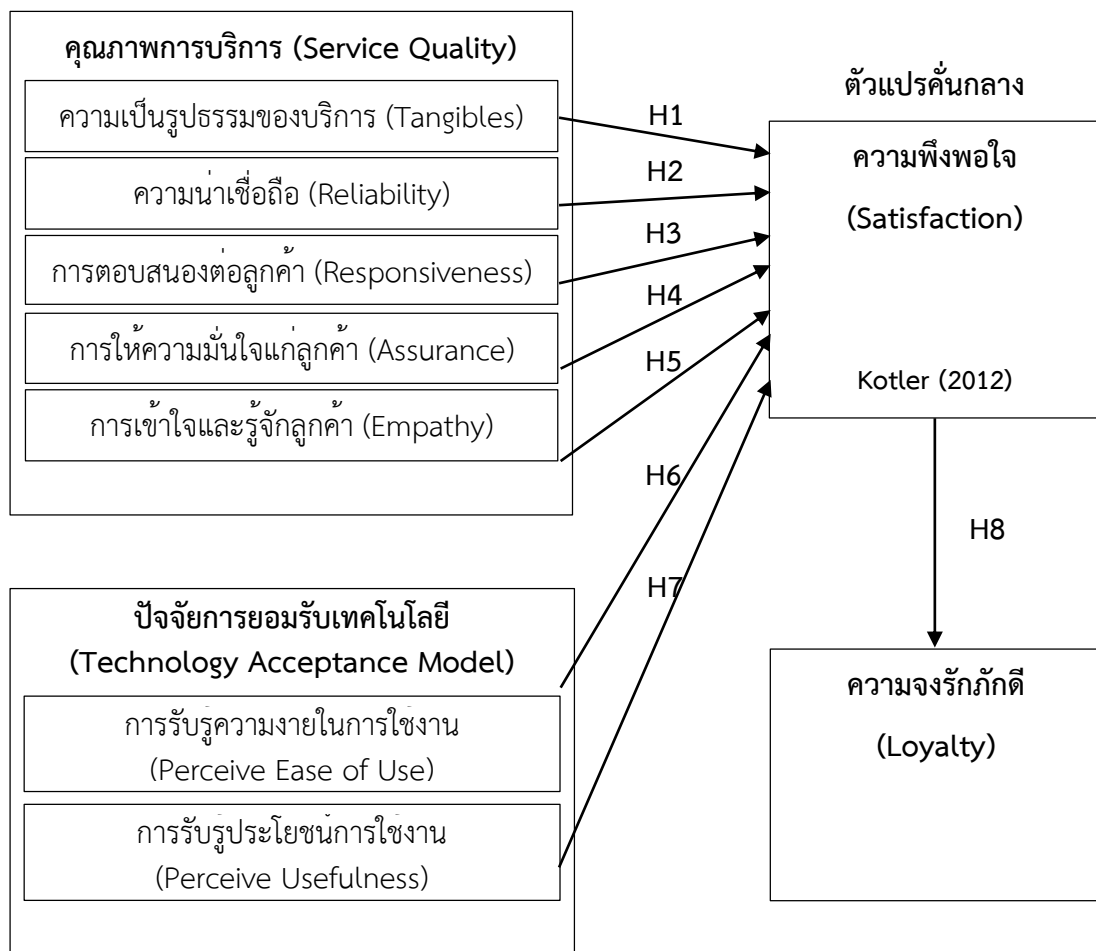 คุณภาพการบริการ (Service Quality)
ความเป็นรูปธรรมของบริการ (Tangibles)
ความน่าเชื่อถือ (Reliability)
การตอบสนองต่อลูกค้า (Responsiveness)
การให้ความมั่นใจแก่ลูกค้า (Assurance)
การเข้าใจและรู้จักลูกค้า (Empathy)
H1
H2
H3
H4
H5
H6
H7
ตัวแปรคั่นกลาง
ความพึงพอใจ
(Satisfaction)
Kotler (2012)
H8
ปัจจัยการยอมรับเทคโนโลยี
(Technology Acceptance Model)
การรับรู้ความง่ายในการใช้งาน
(Perceive Ease of Use)
การรับรู้ประโยชน์การใช้งาน
(Perceive Usefulness)
ความจงรักภักดี
(Loyalty)